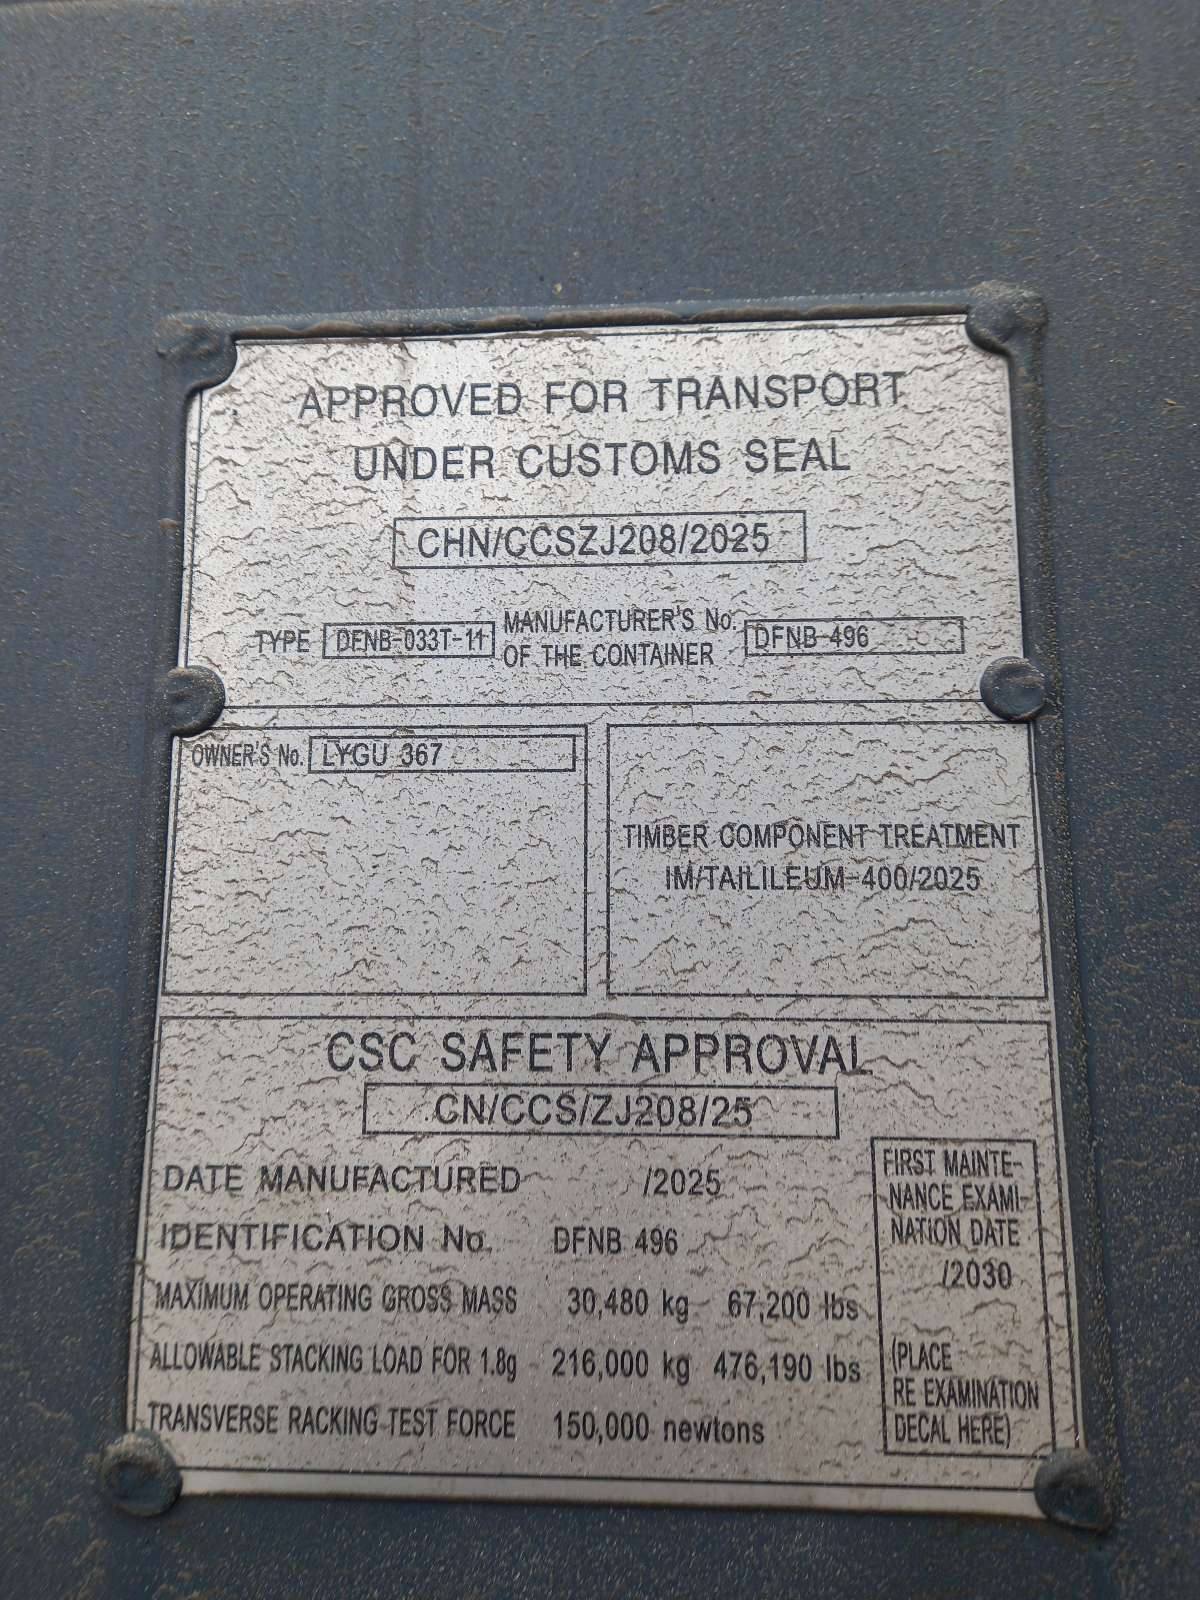 APPROVED FOR TRANSPORT
UNDER CUSTOMS SEAL
CHN/CCSZJ208/2025
TYPE DFNB-033T-11 MANUFACTURER'S No. OF THE CONTAINER DFNB 496
OWNER'S No. LYGU 367
TIMBER COMPONENT TREATMENT
IM/TAILILEUM-400/2025
CSC SAFETY APPROVAL
CN/CCS/ZJ208/25
DATE MANUFACTURED /2025
IDENTIFICATION No. DFNB 496
MAXIMUM OPERATING GROSS MASS 30,480 kg 67,200 lbs
ALLOWABLE STACKING LOAD FOR 1.8g 216,000 kg 476,190 lbs
TRANSVERSE RACKING TEST FORCE 150,000 newtons
FIRST MAINTE-
NANCE EXAMI-
NATION DATE
/2030
(PLACE
RE EXAMINATION
DECAL HERE)